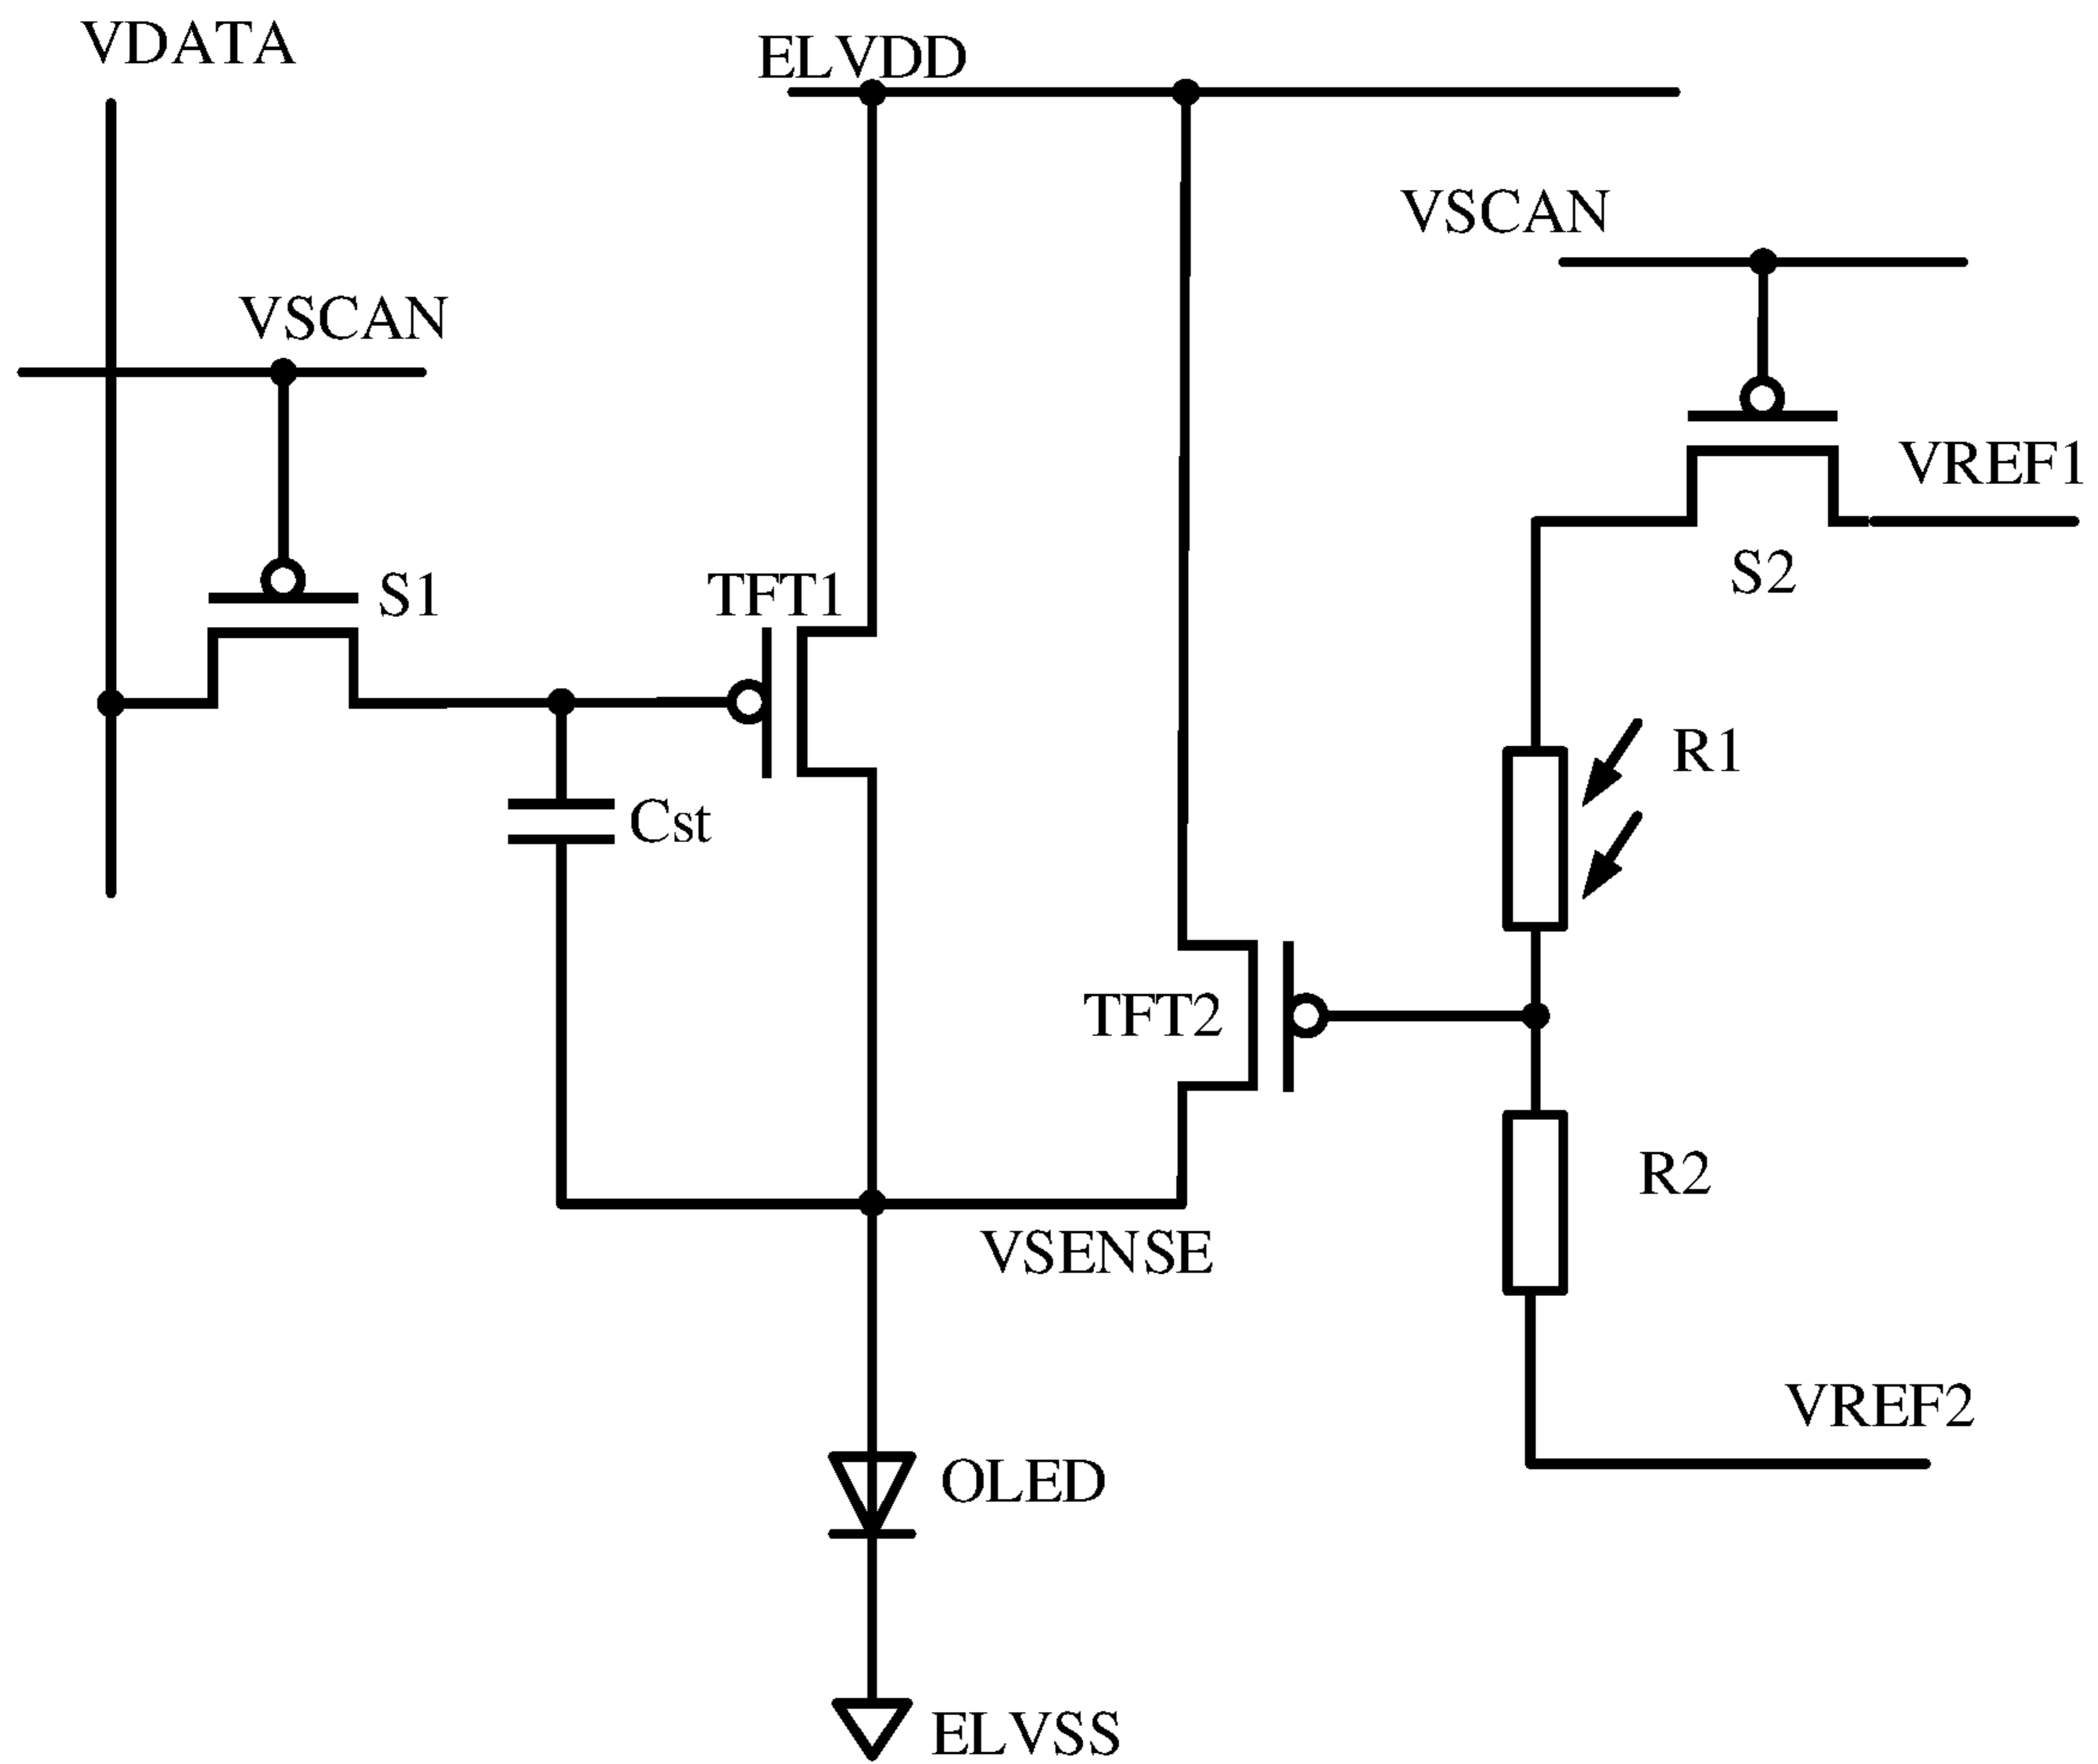 VDATA
ELVDD
VSCAN
VSCAN
VREF1
S1
TFT1
S2
R1
Cst
TFT2
R2
VSENSE
VREF2
OLED
ELVSS